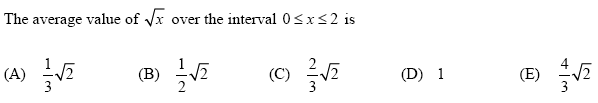 The average value of √x over the interval 0 ≤ x ≤ 2 is
(A) 1/3 √2 (B) 1/2 √2 (C) 2/3 √2 (D) 1 (E) 4/3 √2